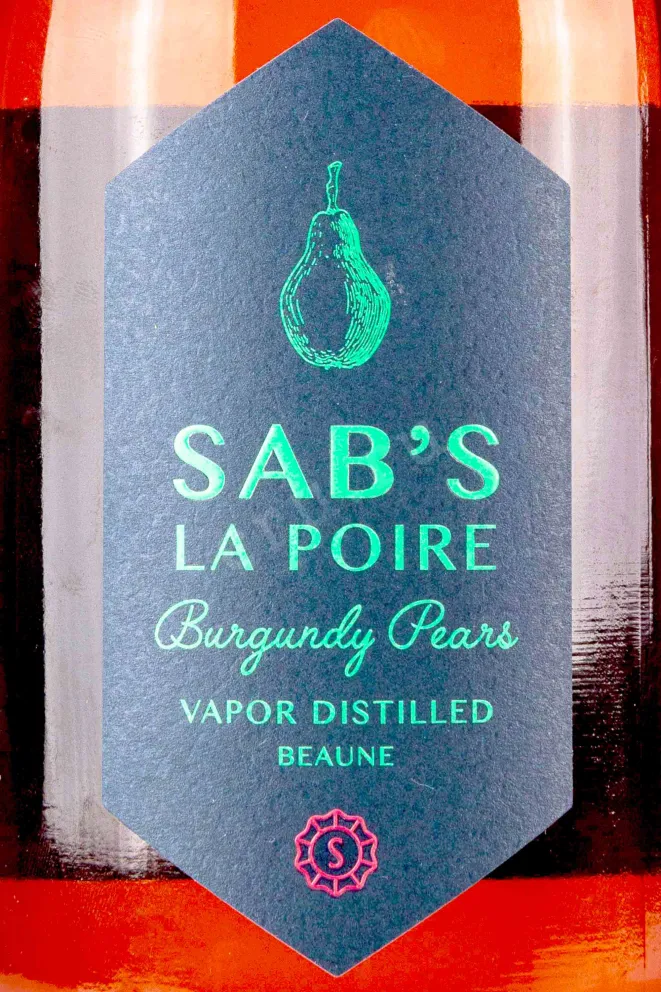 SAB'S
LA POIRE
Burgundy Pears
VAPOR DISTILLED
BEAUNE
S